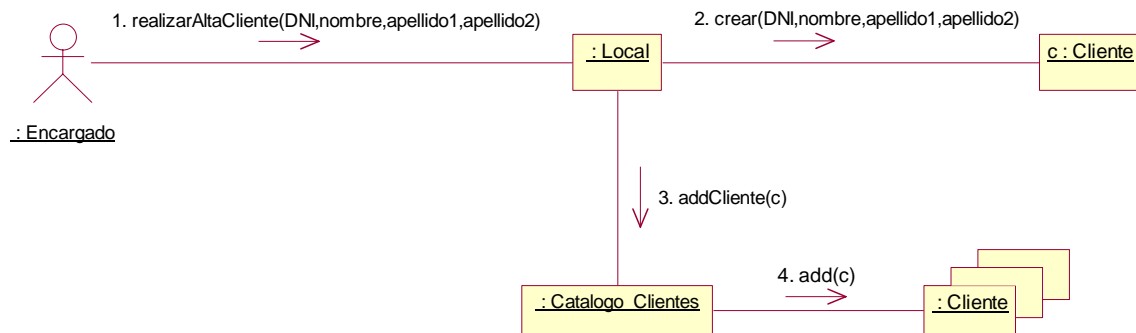 1. realizarAltaCliente(DNI,nombre,apellido1,apellido2)
2. crear(DNI,nombre,apellido1,apellido2)
: Local
c : Cliente
: Encargado
3. addCliente(c)
4. add(c)
: Catalogo_Clientes
: Cliente